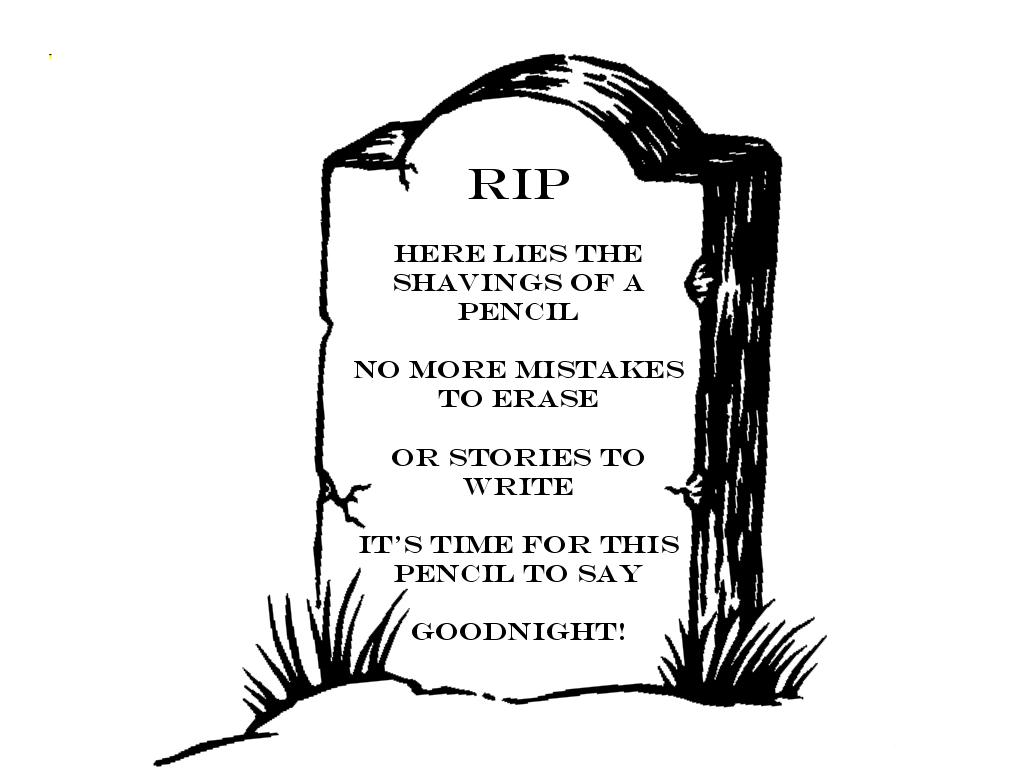 RIP
HERE LIES THE
SHAVINGS OF A
PENCIL
NO MORE MISTAKES
TO ERASE
OR STORIES TO
WRITE
IT'S TIME FOR THIS
PENCIL TO SAY
GOODNIGHT!